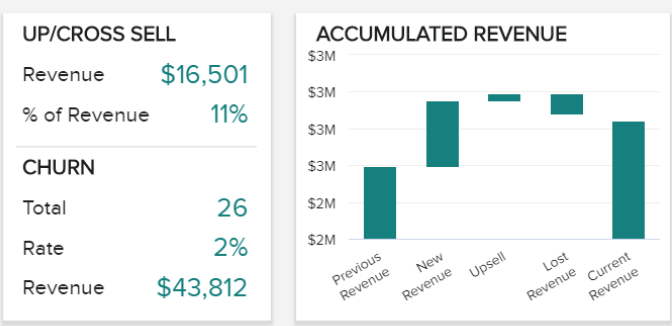 UP/CROSS SELL
Revenue $16,501
% of Revenue 11%
CHURN
Total 26
Rate 2%
Revenue $43,812
ACCUMULATED REVENUE
$3M
$3M
$3M
$3M
$2M
$2M
Previous
Revenue
New
Revenue
Upsell
Lost
Revenue
Current
Revenue